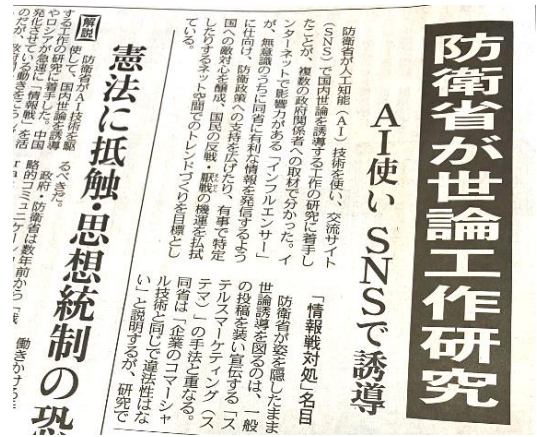 防衛省が世論工作研究
AI使い SNSで誘導
防衛省が人工知能(AI)技術を使い、交流サイト
(SNS)で国内世論を誘導する工作の研究に着手し
たことが、複数の政府関係者への取材で分かった。イ
ンターネットで影響力がある「インフルエンサー」
が、無意識のうちに同省に有利な情報を発信するよう
に仕向け、防衛政策への支持を広げたり、有事で特定
国への敵対心を醸成、国民の反戦・厭戦の機運を払拭
したりするネット空間でのトレンドづくりを目標とし
ている。
「情報戦対処」名目
防衛省が姿を隠したまま
世論誘導を図るのは、一般
の投稿を装い宣伝する「ス
テルスマーケティング(ス
テマ)」の手法と重なる。
同省は「企業のコマーシャ
ル技術と同じで違法性はな
い」と説明するが、研究で
憲法に抵触・思想統制の恐
解説
防衛省がAI技術を駆
使して、国内世論を誘導
する工作の研究に着手した。中国
やロシアが急速に「情報戦」を活
発化させている
るべきだ。
政府・防衛省は数年前から「戦
略的コミュニケーション
働きかける